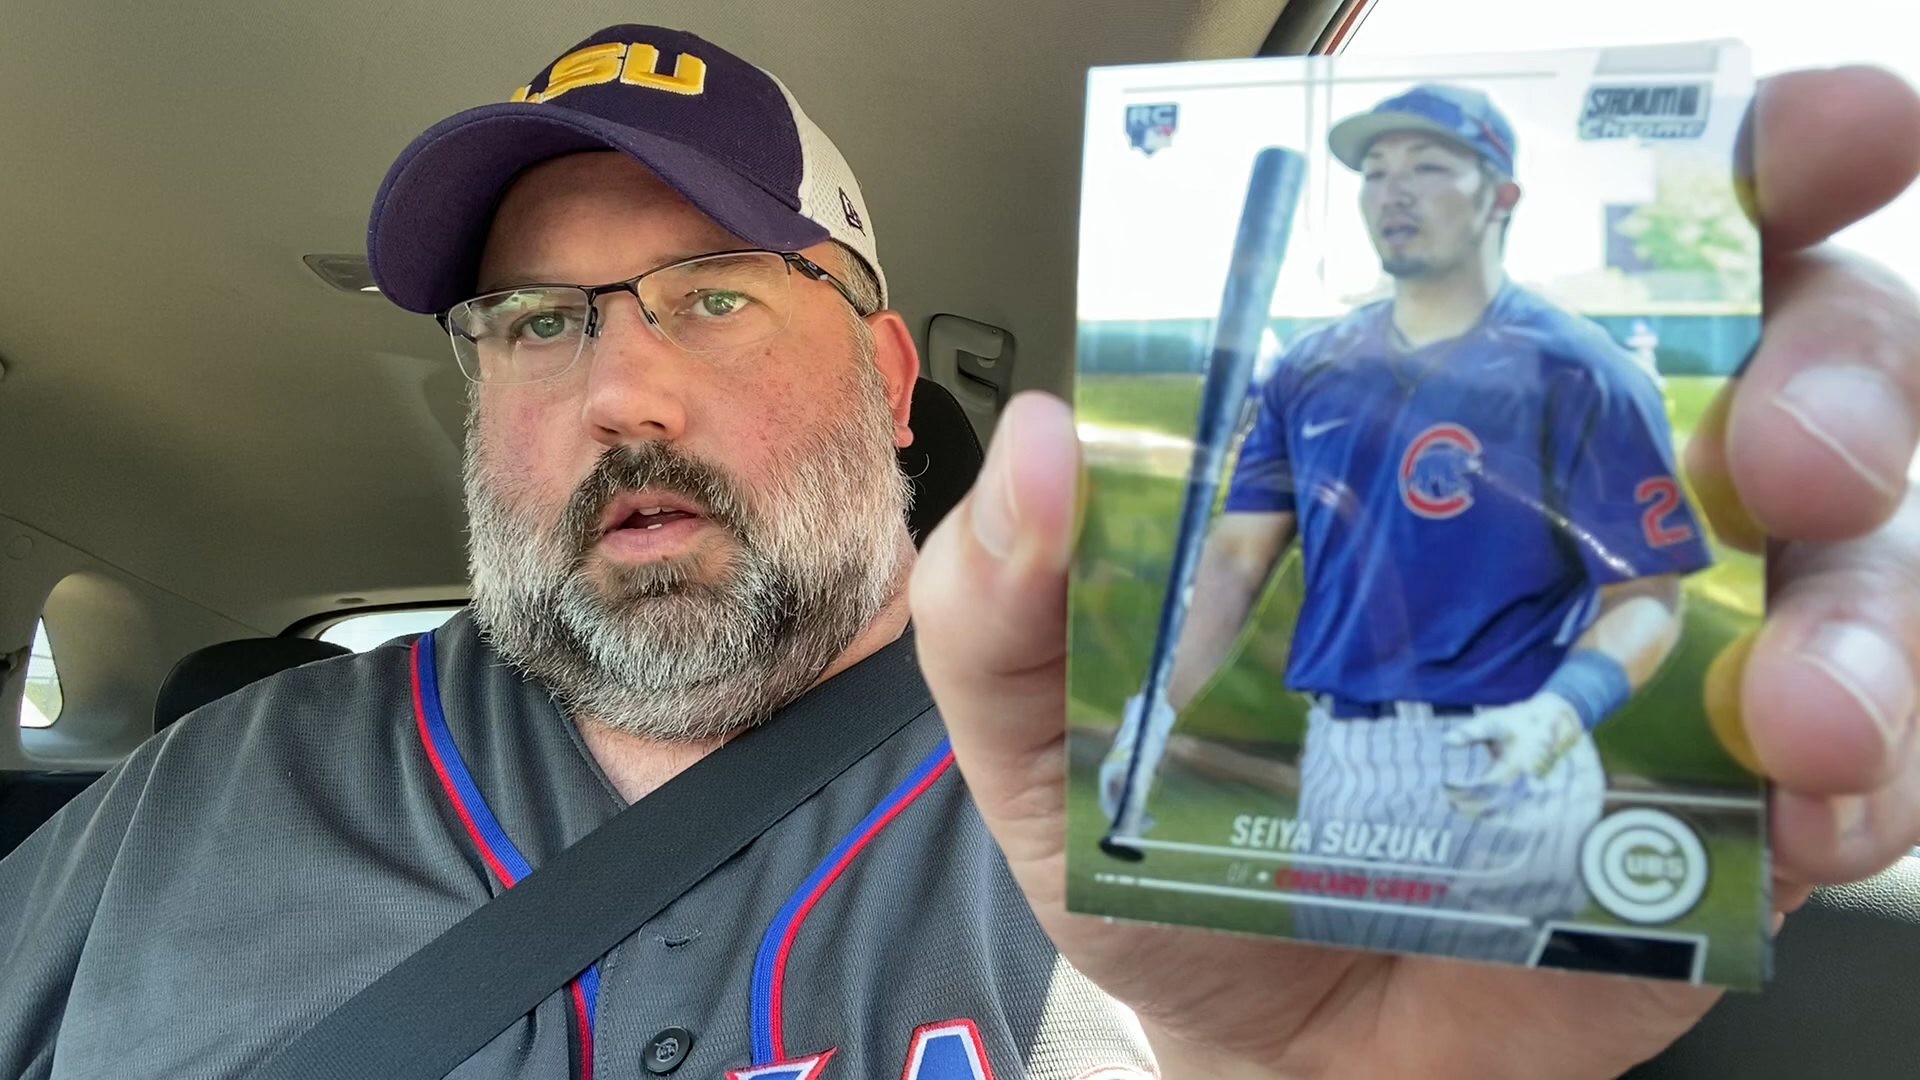 LSU
RC
STADIUM
Chrome
2
SEIYA SUZUKI
OF • CHICAGO CUBS®
CUBS